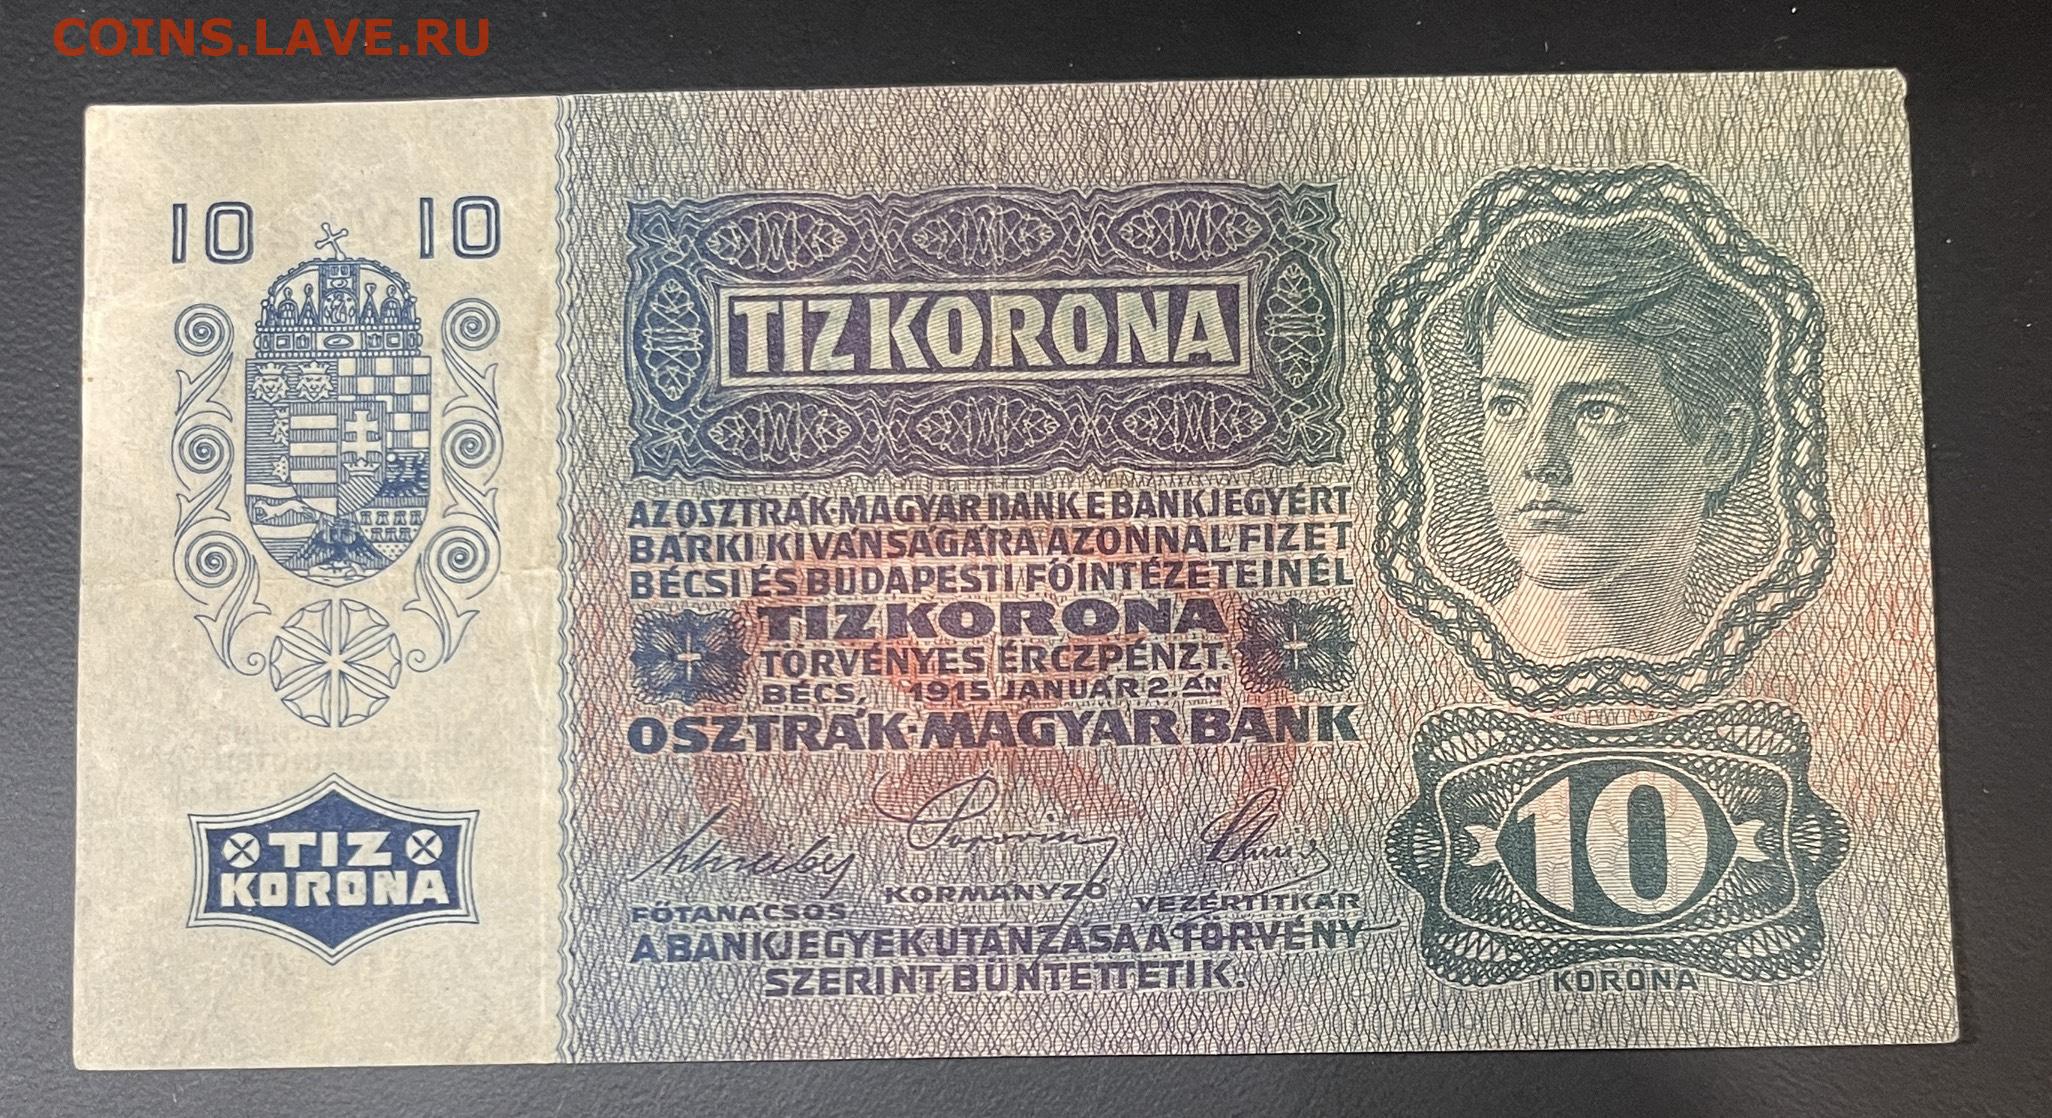 COINS.LAVE.RU
10 10
TIZ KORONA
AZ OSZTRÁK-MAGYAR BANK E BANKJEGYÉRT
BÁRKI KIVÁNSÁGÁRA AZONNAL FIZET
BÉCSI ÉS BUDAPESTI FŐINTÉZETEINÉL
TIZ KORONA
TÖRVÉNYES ÉRCZPÉNZT.
BÉCS, 1915 JANUÁR 2.ÁN
OSZTRÁK-MAGYAR BANK
FŐTANÁCSOS
KORMÁNYZÓ
VEZÉRTITKÁR
A BANKJEGYEK UTÁNZÁSA A TÖRVÉNY
SZERINT BÜNTETTETIK.
TIZ
KORONA
10
KORONA